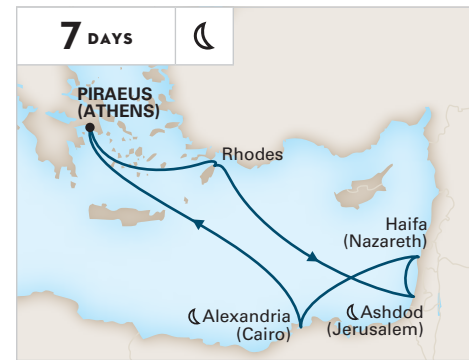 7 DAYS
PIRAEUS
(ATHENS)
Rhodes
Haifa
(Nazareth)
Alexandria
(Cairo)
Ashdod
(Jerusalem)